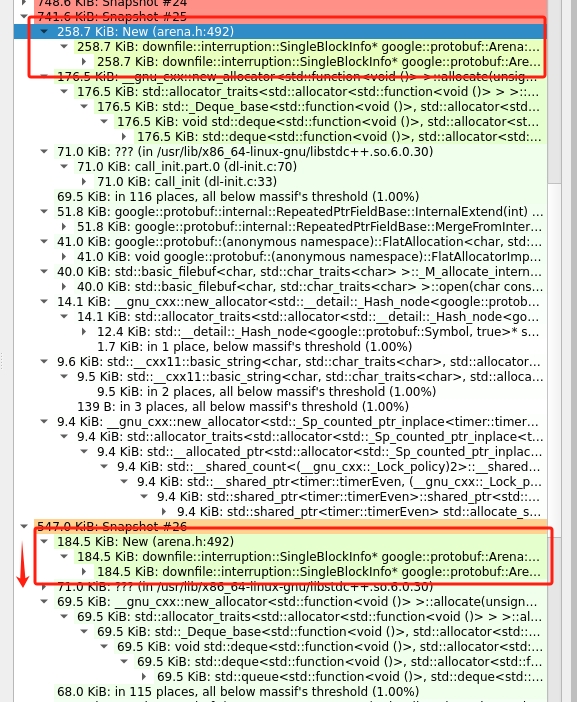 748.6 KiB: Snapshot #24
741.6 KiB: Snapshot #25
258.7 KiB: New (arena.h:492)
258.7 KiB: downfile::interruption::SingleBlockInfo* google::protobuf::Arena:...
258.7 KiB: downfile::interruption::SingleBlockInfo* google::protobuf::Are...
176.5 KiB: __gnu_cxx::new_allocator<std::function<void ()> >::allocate(unsig...
176.5 KiB: std::allocator_traits<std::allocator<std::function<void ()> > >::...
176.5 KiB: std::_Deque_base<std::function<void ()>, std::allocator<std...
176.5 KiB: void std::deque<std::function<void ()>, std::allocator<st...
176.5 KiB: std::deque<std::function<void ()>, std::allocator<std:...
71.0 KiB: ??? (in /usr/lib/x86_64-linux-gnu/libstdc++.so.6.0.30)
71.0 KiB: call_init.part.0 (dl-init.c:70)
71.0 KiB: call_init (dl-init.c:33)
69.5 KiB: in 116 places, all below massif's threshold (1.00%)
51.8 KiB: google::protobuf::internal::RepeatedPtrFieldBase::InternalExtend(int) ...
51.8 KiB: google::protobuf::internal::RepeatedPtrFieldBase::MergeFromInter...
41.0 KiB: google::protobuf::(anonymous namespace)::FlatAllocation<char, std:...
41.0 KiB: void google::protobuf::(anonymous namespace)::FlatAllocatorImp...
40.0 KiB: std::basic_filebuf<char, std::char_traits<char> >::_M_allocate_intern...
40.0 KiB: std::basic_filebuf<char, std::char_traits<char> >::open(char cons...
14.1 KiB: __gnu_cxx::new_allocator<std::__detail::_Hash_node<google::protob...
14.1 KiB: std::allocator_traits<std::allocator<std::__detail::_Hash_node<goo...
12.4 KiB: std::__detail::_Hash_node<google::protobuf::Symbol, true>* s...
1.7 KiB: in 1 place, below massif's threshold (1.00%)
9.6 KiB: std::__cxx11::basic_string<char, std::char_traits<char>, std::allocator...
9.5 KiB: std::__cxx11::basic_string<char, std::char_traits<char>, std::alloca...
9.5 KiB: in 2 places, all below massif's threshold (1.00%)
139 B: in 3 places, all below massif's threshold (1.00%)
9.4 KiB: __gnu_cxx::new_allocator<std::_Sp_counted_ptr_inplace<timer::timer...
9.4 KiB: std::allocator_traits<std::allocator<std::_Sp_counted_ptr_inplace<t...
9.4 KiB: std::__allocated_ptr<std::allocator<std::_Sp_counted_ptr_inplac...
9.4 KiB: std::__shared_count<(__gnu_cxx::_Lock_policy)2>::__shared...
9.4 KiB: std::__shared_ptr<timer::timerEven, (__gnu_cxx::_Lock_p...
9.4 KiB: std::shared_ptr<timer::timerEven>::shared_ptr<std::...
9.4 KiB: std::shared_ptr<timer::timerEven> std::allocate_s...
547.0 KiB: Snapshot #26
184.5 KiB: New (arena.h:492)
184.5 KiB: downfile::interruption::SingleBlockInfo* google::protobuf::Arena:...
184.5 KiB: downfile::interruption::SingleBlockInfo* google::protobuf::Are...
71.0 KiB: ??? (in /usr/lib/x86_64-linux-gnu/libstdc++.so.6.0.30)
69.5 KiB: __gnu_cxx::new_allocator<std::function<void ()> >::allocate(unsign...
69.5 KiB: std::allocator_traits<std::allocator<std::function<void ()> > >::al...
69.5 KiB: std::_Deque_base<std::function<void ()>, std::allocator<std::...
69.5 KiB: void std::deque<std::function<void ()>, std::allocator<std:...
69.5 KiB: std::deque<std::function<void ()>, std::allocator<std::f...
69.5 KiB: std::queue<std::function<void ()>, std::deque<std:...
68.0 KiB: in 115 places, all below massif's threshold (1.00%)